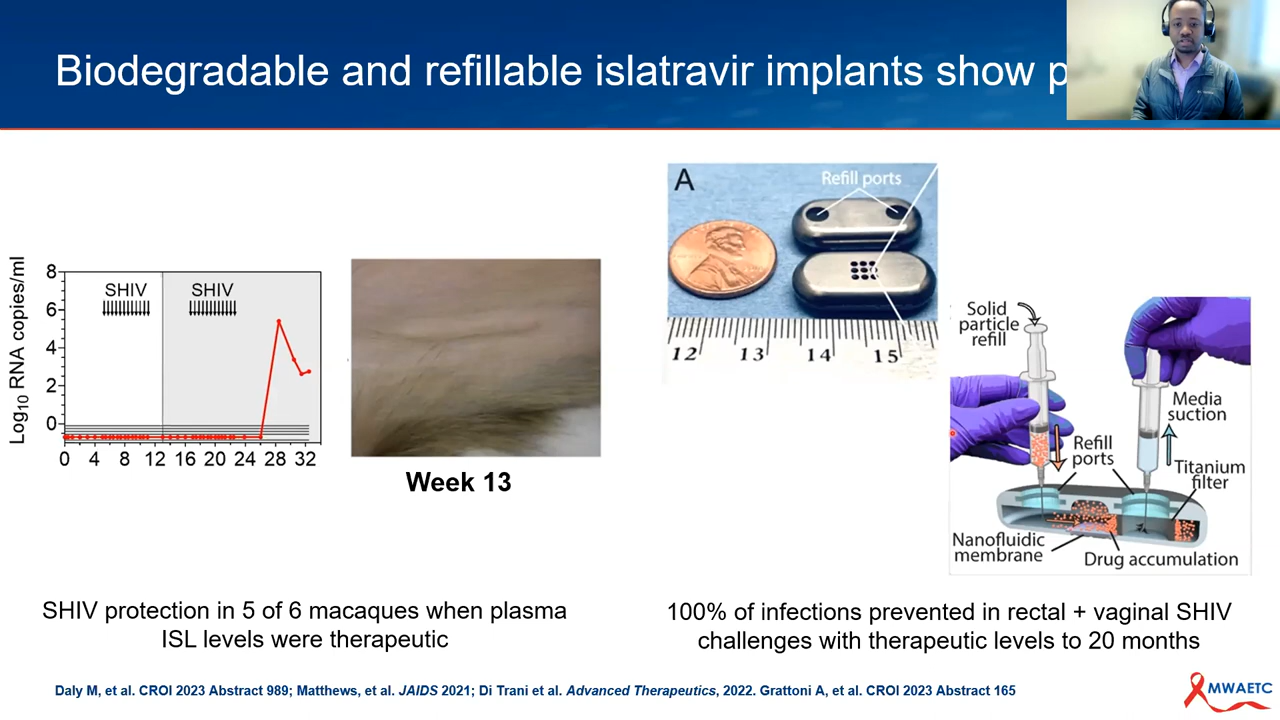 Biodegradable and refillable islatravir implants show p
Log10 RNA copies/ml
8
6
4
2
0
SHIV
SHIV
0 4 8 12 16 20 24 28 32
Week 13
A
Refill ports
12 13 14 15
Solid
particle
refill
Media
suction
Refill
ports
Titanium
filter
Nanofluidic
membrane
Drug accumulation
SHIV protection in 5 of 6 macaques when plasma
ISL levels were therapeutic
100% of infections prevented in rectal + vaginal SHIV
challenges with therapeutic levels to 20 months
Daly M, et al. CROI 2023 Abstract 989; Matthews, et al. JAIDS 2021; Di Trani et al. Advanced Therapeutics, 2022. Grattoni A, et al. CROI 2023 Abstract 165
MWAETC